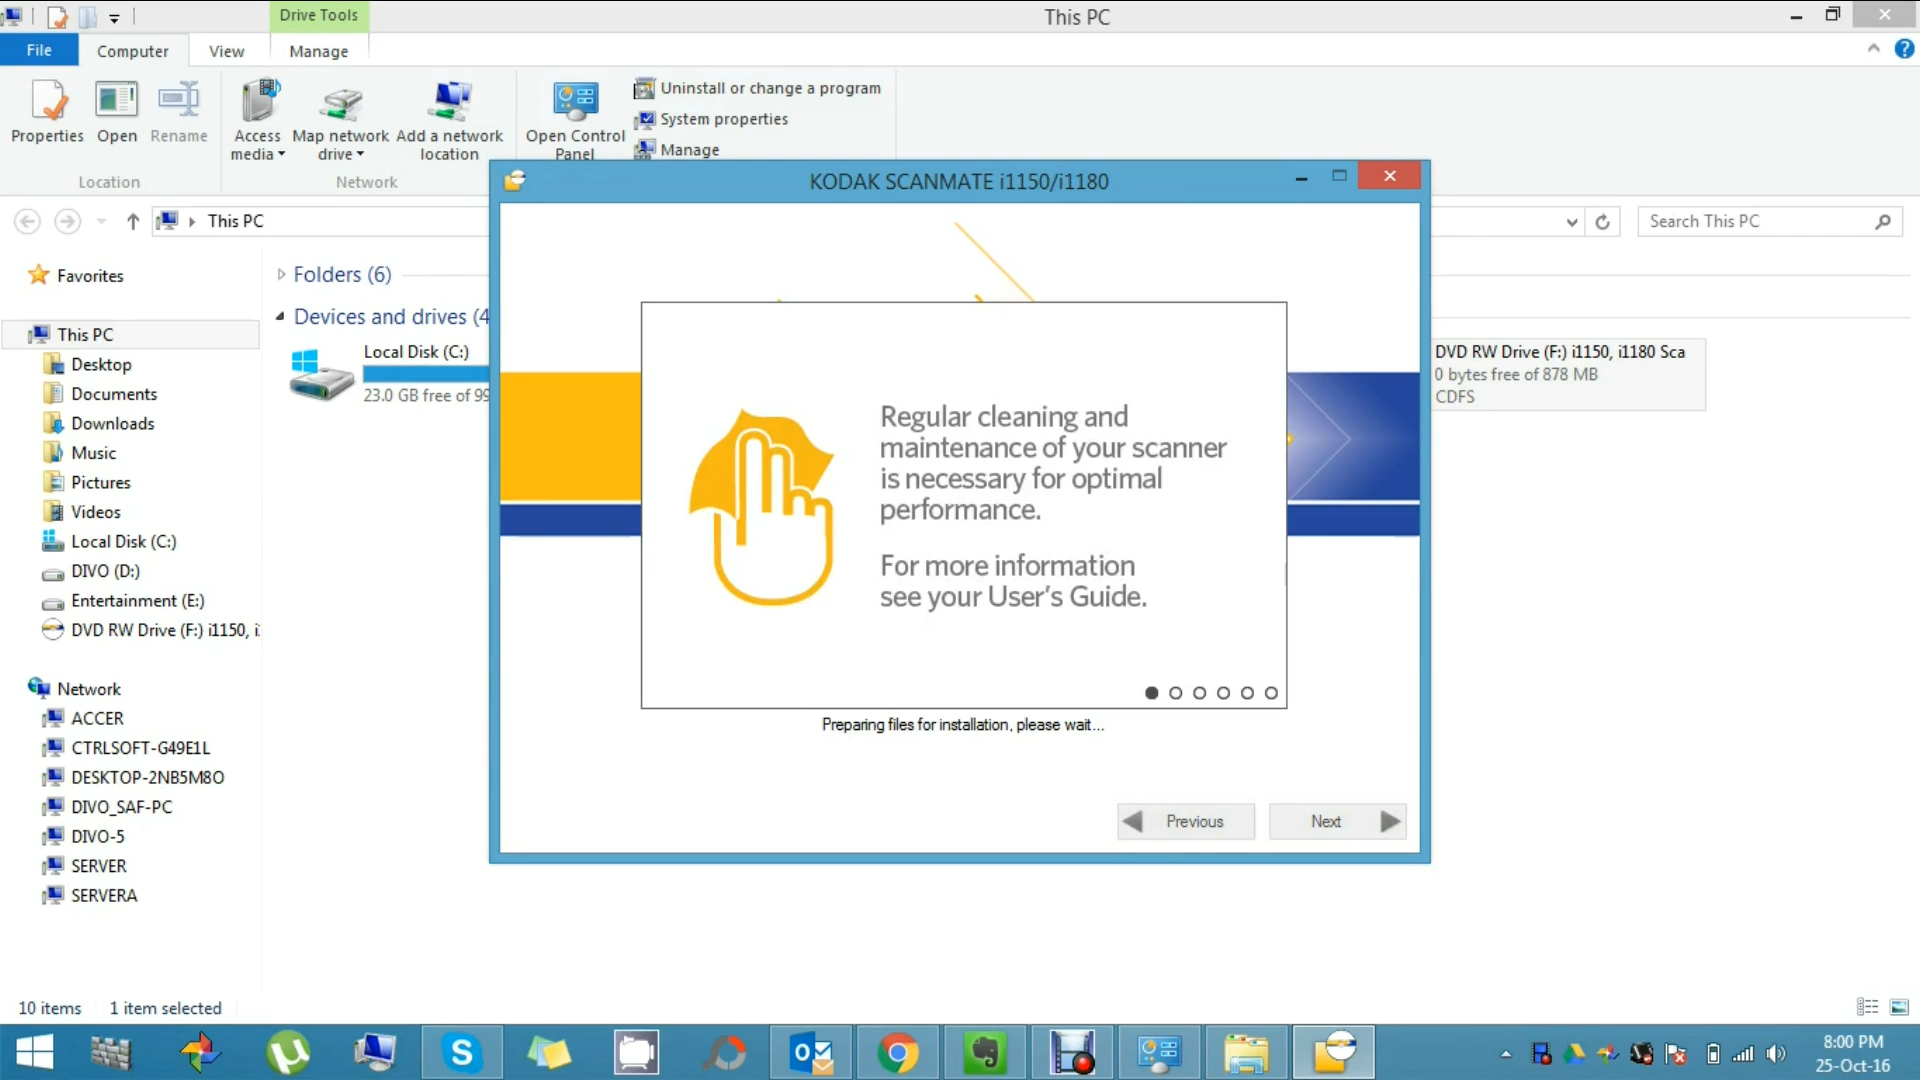 Drive Tools
This PC
File
Computer
View
Manage
Properties
Open
Rename
Access
media
Map network
drive
Add a network
location
Open Control
Panel
Uninstall or change a program
System properties
Manage
Location
Network
This PC
Search This PC
KODAK SCANMATE i1150/i1180
Favorites
This PC
Desktop
Documents
Downloads
Music
Pictures
Videos
Local Disk (C:)
DIVO (D:)
Entertainment (E:)
DVD RW Drive (F:) i1150, i
Network
ACCER
CTRLSOFT-G49E1L
DESKTOP-2NB5M8O
DIVO_SAF-PC
DIVO-5
SERVER
SERVERA
Folders (6)
Devices and drives (4
Local Disk (C:)
23.0 GB free of 99
DVD RW Drive (F:) i1150, i1180 Sca
0 bytes free of 878 MB
CDFS
Regular cleaning and
maintenance of your scanner
is necessary for optimal
performance.
For more information
see your User's Guide.
Preparing files for installation, please wait...
Previous
Next
10 items
1 item selected
8:00 PM
25-Oct-16